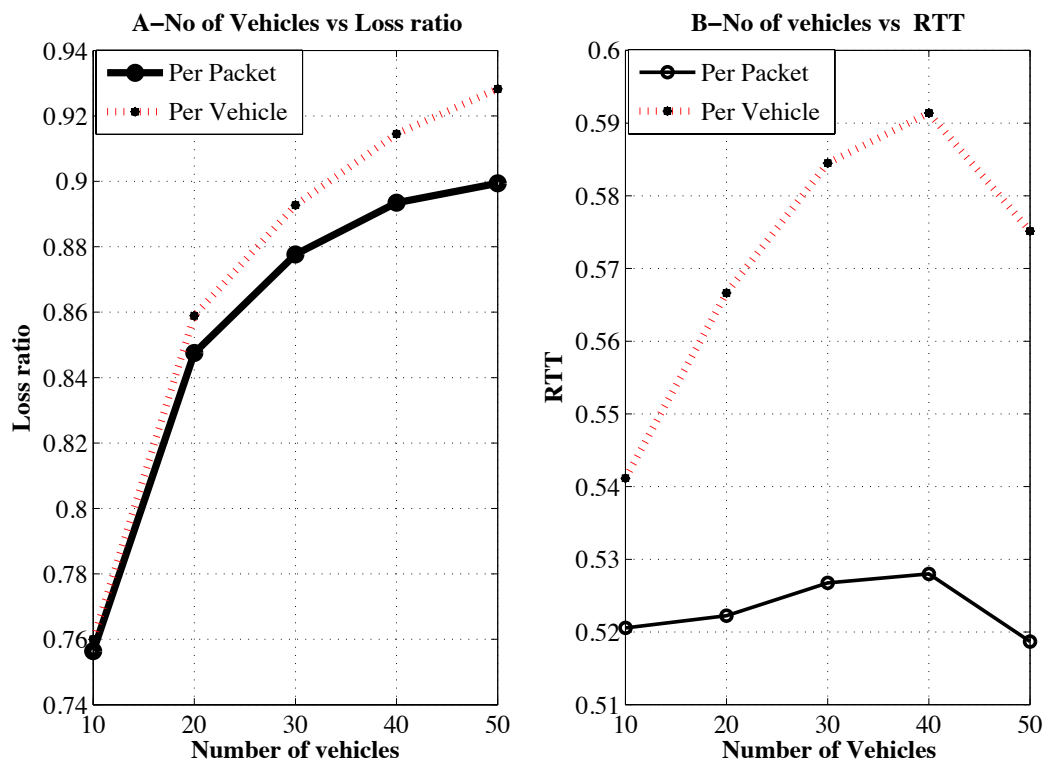 A–No of Vehicles vs Loss ratio
0.94
0.92
0.9
0.88
0.86
0.84
0.82
0.8
0.78
0.76
0.74
Loss ratio
Per Packet
Per Vehicle
10 20 30 40 50
Number of vehicles
B–No of vehicles vs RTT
0.6
0.59
0.58
0.57
0.56
0.55
0.54
0.53
0.52
0.51
RTT
Per Packet
Per Vehicle
10 20 30 40 50
Number of Vehicles